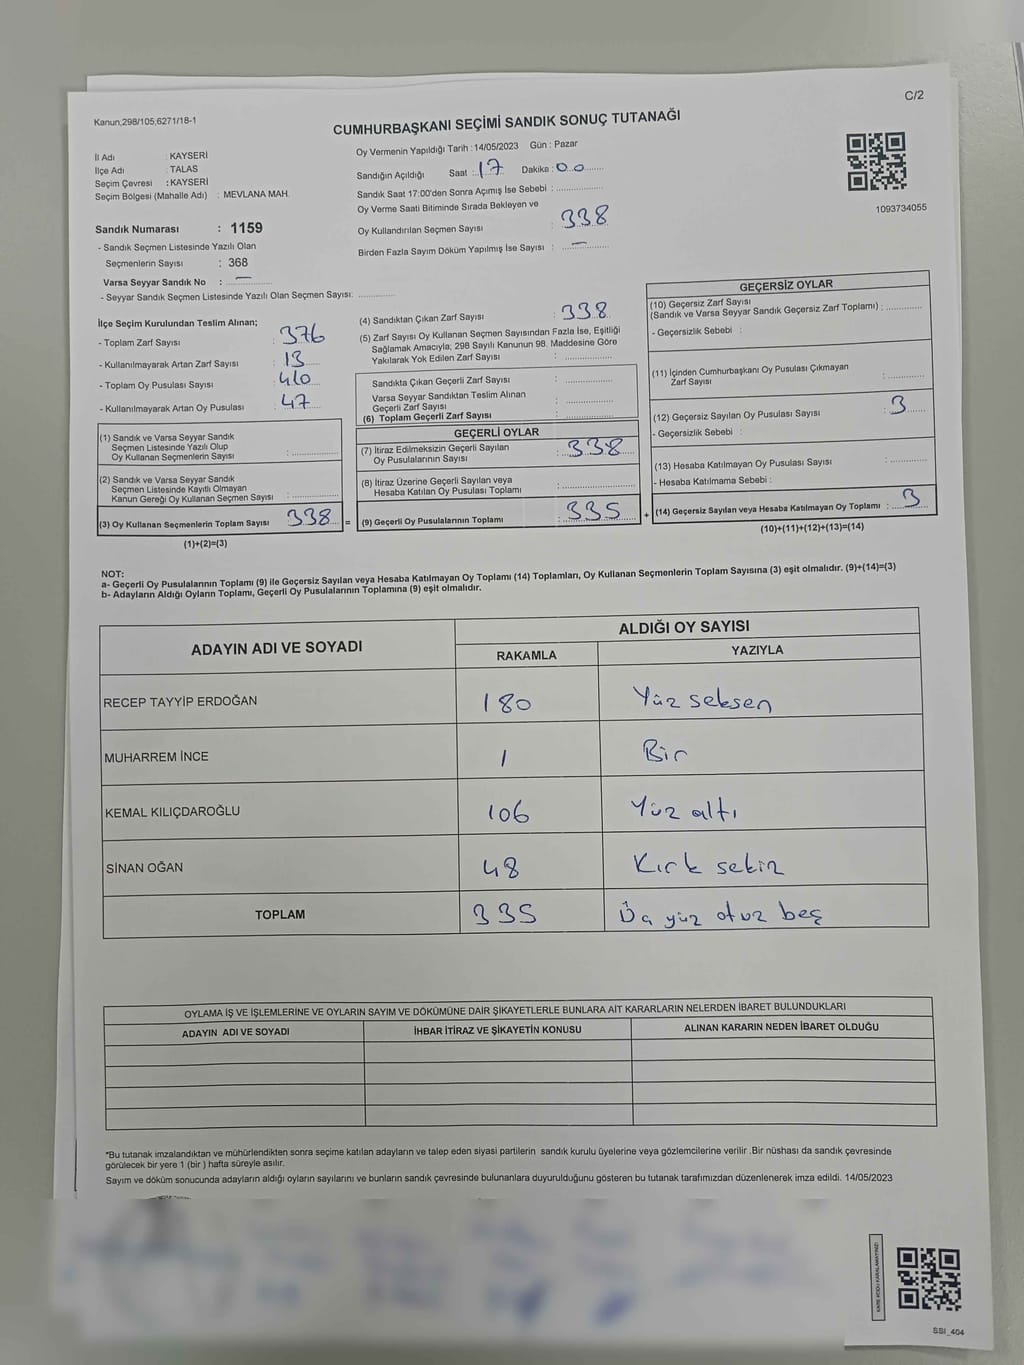 C/2
Kanun,298/105,6271/18-1
CUMHURBAŞKANI SEÇİMİ SANDIK SONUÇ TUTANAĞI
İl Adı : KAYSERİ
İlçe Adı : TALAS
Seçim Çevresi : KAYSERİ
Seçim Bölgesi (Mahalle Adı) : MEVLANA MAH.
Sandık Numarası : 1159
- Sandık Seçmen Listesinde Yazılı Olan
Seçmenlerin Sayısı : 368
Varsa Seyyar Sandık No : —
- Seyyar Sandık Seçmen Listesinde Yazılı Olan Seçmen Sayısı: ............
Oy Vermenin Yapıldığı Tarih : 14/05/2023 Gün : Pazar
Sandığın Açıldığı Saat : 17 Dakika : 00
Sandık Saat 17:00'den Sonra Açımış İse Sebebi : ...............
Oy Verme Saati Bitiminde Sırada Bekleyen ve
Oy Kullandırılan Seçmen Sayısı : 338
Birden Fazla Sayım Döküm Yapılmış İse Sayısı : —
1093734055
İlçe Seçim Kurulundan Teslim Alınan;
- Toplam Zarf Sayısı : 376
- Kullanılmayarak Artan Zarf Sayısı : 13
- Toplam Oy Pusulası Sayısı : 410
- Kullanılmayarak Artan Oy Pusulası : 47
(1) Sandık ve Varsa Seyyar Sandık
Seçmen Listesinde Yazılı Olup
Oy Kullanan Seçmenlerin Sayısı : ...............
(2) Sandık ve Varsa Seyyar Sandık
Seçmen Listesinde Kayıtlı Olmayan
Kanun Gereği Oy Kullanan Seçmen Sayısı : ...............
(3) Oy Kullanan Seçmenlerin Toplam Sayısı : 338 =
(1)+(2)=(3)
(4) Sandıktan Çıkan Zarf Sayısı : 338
(5) Zarf Sayısı Oy Kullanan Seçmen Sayısından Fazla İse, Eşitliği
Sağlamak Amacıyla; 298 Sayılı Kanunun 98. Maddesine Göre
Yakılarak Yok Edilen Zarf Sayısı : ...............
Sandıkta Çıkan Geçerli Zarf Sayısı : ...............
Varsa Seyyar Sandıktan Teslim Alınan
Geçerli Zarf Sayısı : ...............
(6) Toplam Geçerli Zarf Sayısı : ...............
GEÇERLİ OYLAR
(7) İtiraz Edilmeksizin Geçerli Sayılan
Oy Pusulalarının Sayısı : 338
(8) İtiraz Üzerine Geçerli Sayılan veya
Hesaba Katılan Oy Pusulası Toplamı : ...............
(9) Geçerli Oy Pusulalarının Toplamı : 335 +
GEÇERSİZ OYLAR
(10) Geçersiz Zarf Sayısı
(Sandık ve Varsa Seyyar Sandık Geçersiz Zarf Toplamı) : ............
- Geçersizlik Sebebi :
(11) İçinden Cumhurbaşkanı Oy Pusulası Çıkmayan
Zarf Sayısı : ............
(12) Geçersiz Sayılan Oy Pusulası Sayısı : 3
- Geçersizlik Sebebi :
(13) Hesaba Katılmayan Oy Pusulası Sayısı : ............
- Hesaba Katılmama Sebebi :
(14) Geçersiz Sayılan veya Hesaba Katılmayan Oy Toplamı : 3
(10)+(11)+(12)+(13)=(14)
NOT:
a- Geçerli Oy Pusulalarının Toplamı (9) ile Geçersiz Sayılan veya Hesaba Katılmayan Oy Toplamı (14) Toplamları, Oy Kullanan Seçmenlerin Toplam Sayısına (3) eşit olmalıdır. (9)+(14)=(3)
b- Adayların Aldığı Oyların Toplamı, Geçerli Oy Pusulalarının Toplamına (9) eşit olmalıdır.
ADAYIN ADI VE SOYADI
ALDIĞI OY SAYISI
RAKAMLA YAZIYLA
RECEP TAYYİP ERDOĞAN 180 Yüz seksen
MUHARREM İNCE 1 Bir
KEMAL KILIÇDAROĞLU 106 Yüz altı
SİNAN OĞAN 48 Kırk sekiz
TOPLAM 335 Üç yüz otuz beş
OYLAMA İŞ VE İŞLEMLERİNE VE OYLARIN SAYIM VE DÖKÜMÜNE DAİR ŞİKAYETLERLE BUNLARA AİT KARARLARIN NELERDEN İBARET BULUNDUKLARI
ADAYIN ADI VE SOYADI İHBAR İTİRAZ VE ŞİKAYETİN KONUSU ALINAN KARARIN NEDEN İBARET OLDUĞU
*Bu tutanak imzalandıktan ve mühürlendikten sonra seçime katılan adayların ve talep eden siyasi partilerin sandık kurulu üyelerine veya gözlemcilerine verilir .Bir nüshası da sandık çevresinde
görülecek bir yere 1 (bir ) hafta süreyle asılır.
Sayım ve döküm sonucunda adayların aldığı oyların sayılarını ve bunların sandık çevresinde bulunanlara duyurulduğunu gösteren bu tutanak tarafımızdan düzenlenerek imza edildi. 14/05/2023
KARE KODU KARALAMAYINIZ!
SSI_404